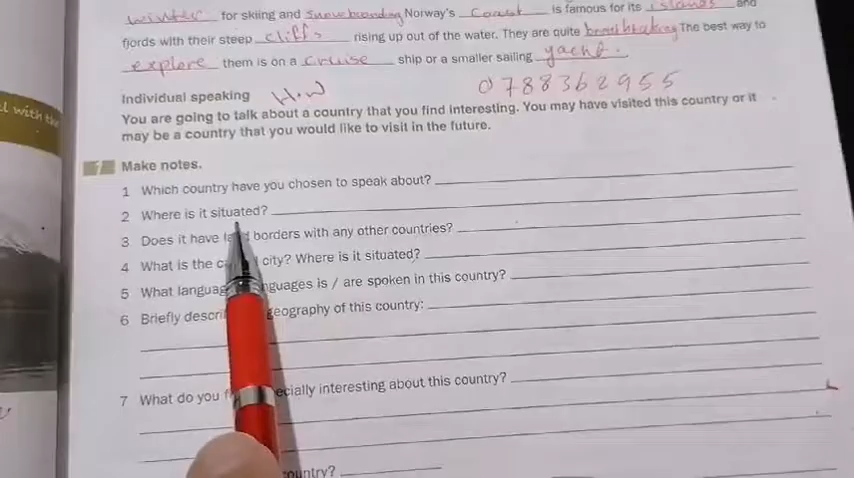 winter for skiing and snowboarding Norway's coast is famous for its islands and
fjords with their steep cliffs rising up out of the water. They are quite breathtaking The best way to
explore them is on a cruise ship or a smaller sailing yacht.
Individual speaking H.W 0788362955
You are going to talk about a country that you find interesting. You may have visited this country or it
may be a country that you would like to visit in the future.
7 Make notes.
1 Which country have you chosen to speak about?
2 Where is it situated?
3 Does it have land borders with any other countries?
4 What is the city? Where is it situated?
5 What is / are spoken in this country?
6 Briefly geography of this country:
7 What do you especially interesting about this country?
country?